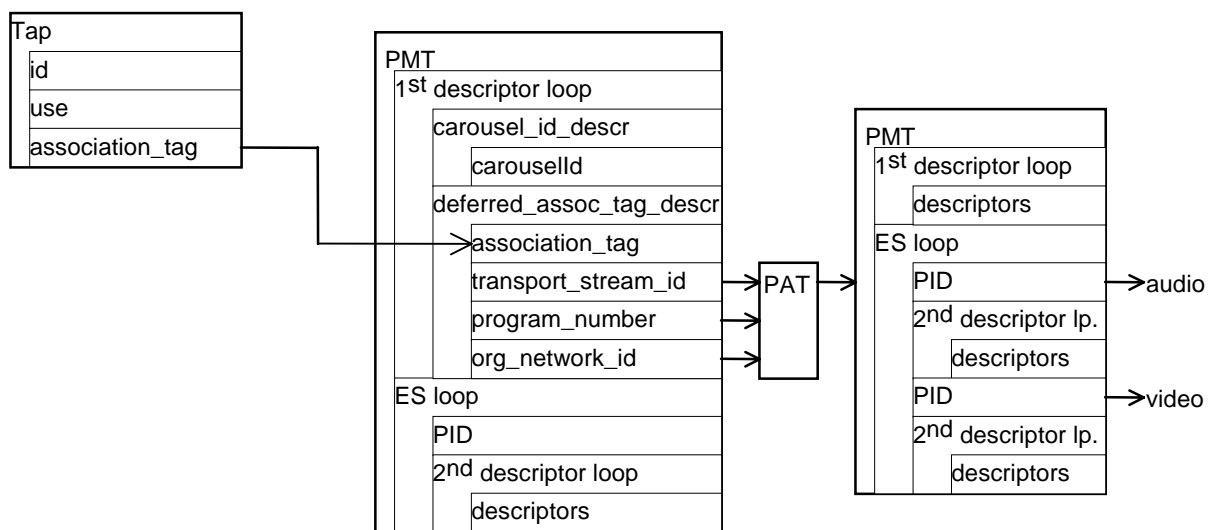 Tap
id
use
association_tag
PMT
1st descriptor loop
carousel_id_descr
carouselId
deferred_assoc_tag_descr
association_tag
transport_stream_id
program_number
org_network_id
ES loop
PID
2nd descriptor loop
descriptors
PAT
PMT
1st descriptor loop
descriptors
ES loop
PID
2nd descriptor lp.
descriptors
PID
2nd descriptor lp.
descriptors
audio
video